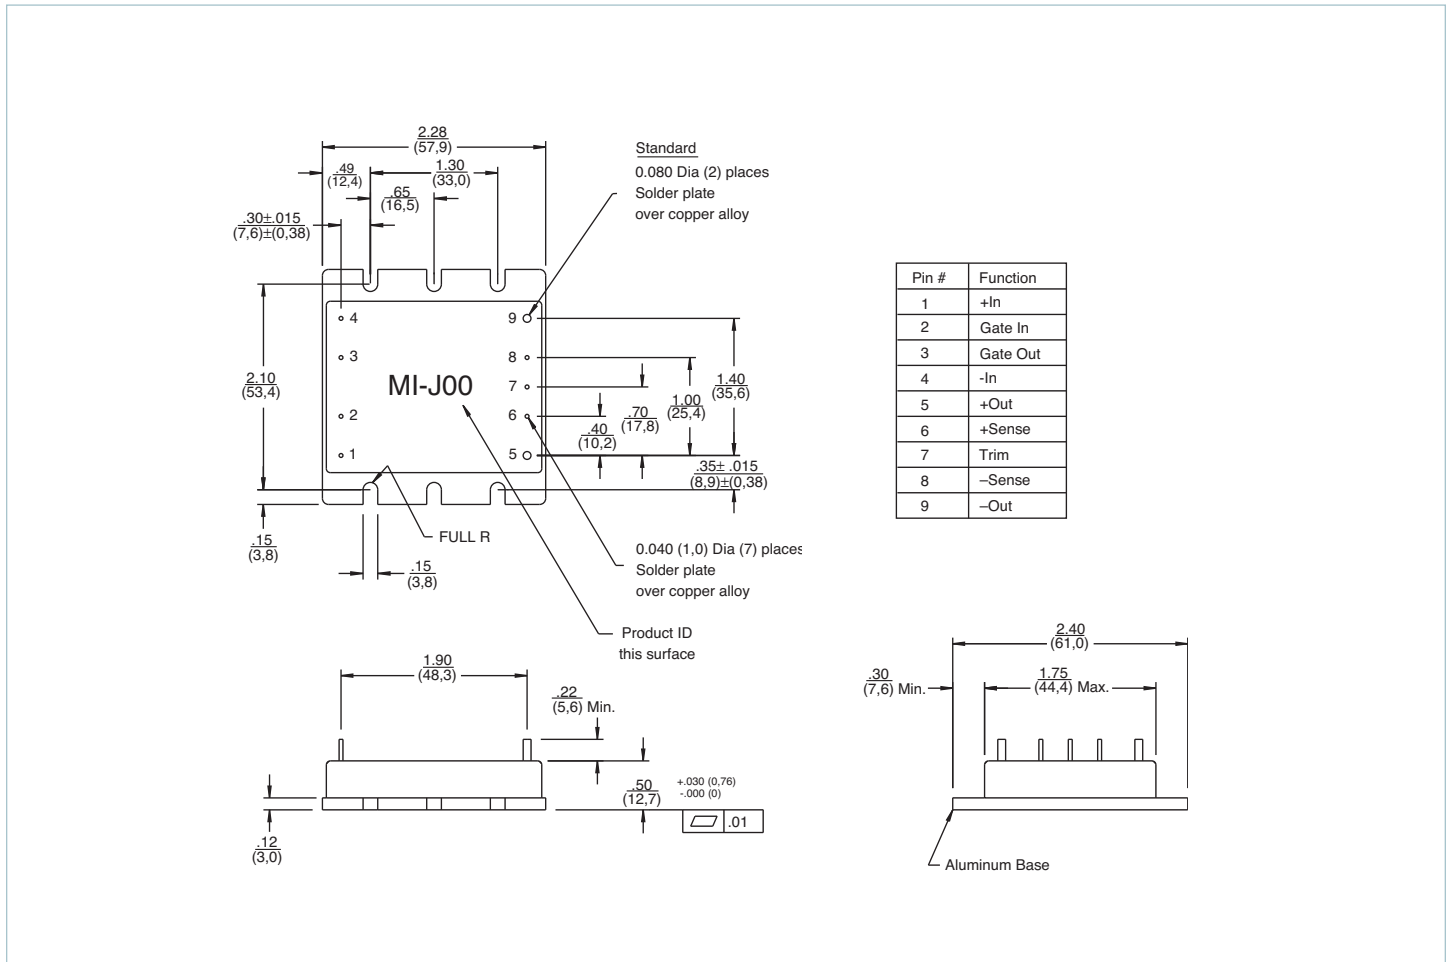 2.28
(57,9)
.49
(12,4)
1.30
(33,0)
.65
(16,5)
.30±.015
(7,6)±(0,38)
Standard
0.080 Dia (2) places
Solder plate
over copper alloy
4
3
2
1
MI-J00
9
8
7
6
5
2.10
(53,4)
.40
(10,2)
.70
(17,8)
1.00
(25,4)
1.40
(35,6)
.35± .015
(8,9)±(0,38)
.15
(3,8)
.15
(3,8)
FULL R
0.040 (1,0) Dia (7) places
Solder plate
over copper alloy
Product ID
this surface
Pin # Function
1 +In
2 Gate In
3 Gate Out
4 -In
5 +Out
6 +Sense
7 Trim
8 –Sense
9 –Out
1.90
(48,3)
.22
(5,6) Min.
.50
(12,7)
+.030 (0,76)
-.000 (0)
.01
.12
(3,0)
2.40
(61,0)
.30
(7,6) Min.
1.75
(44,4) Max.
Aluminum Base